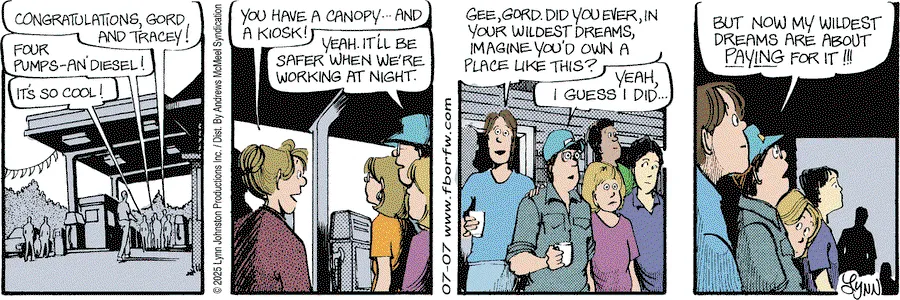 CONGRATULATIONS, GORD
AND TRACEY!
FOUR
PUMPS-AN' DIESEL!
IT'S SO COOL!
© 2025 Lynn Johnston Productions Inc. / Dist. By Andrews McMeel Syndication
YOU HAVE A CANOPY... AND
A KIOSK!
YEAH. IT'LL BE
SAFER WHEN WE'RE
WORKING AT NIGHT.
07-07 www.fborfw.com
GEE, GORD. DID YOU EVER, IN
YOUR WILDEST DREAMS,
IMAGINE YOU'D OWN A
PLACE LIKE THIS?
YEAH,
I GUESS I DID...
BUT NOW MY WILDEST
DREAMS ARE ABOUT
PAYING FOR IT !!!
LYNN